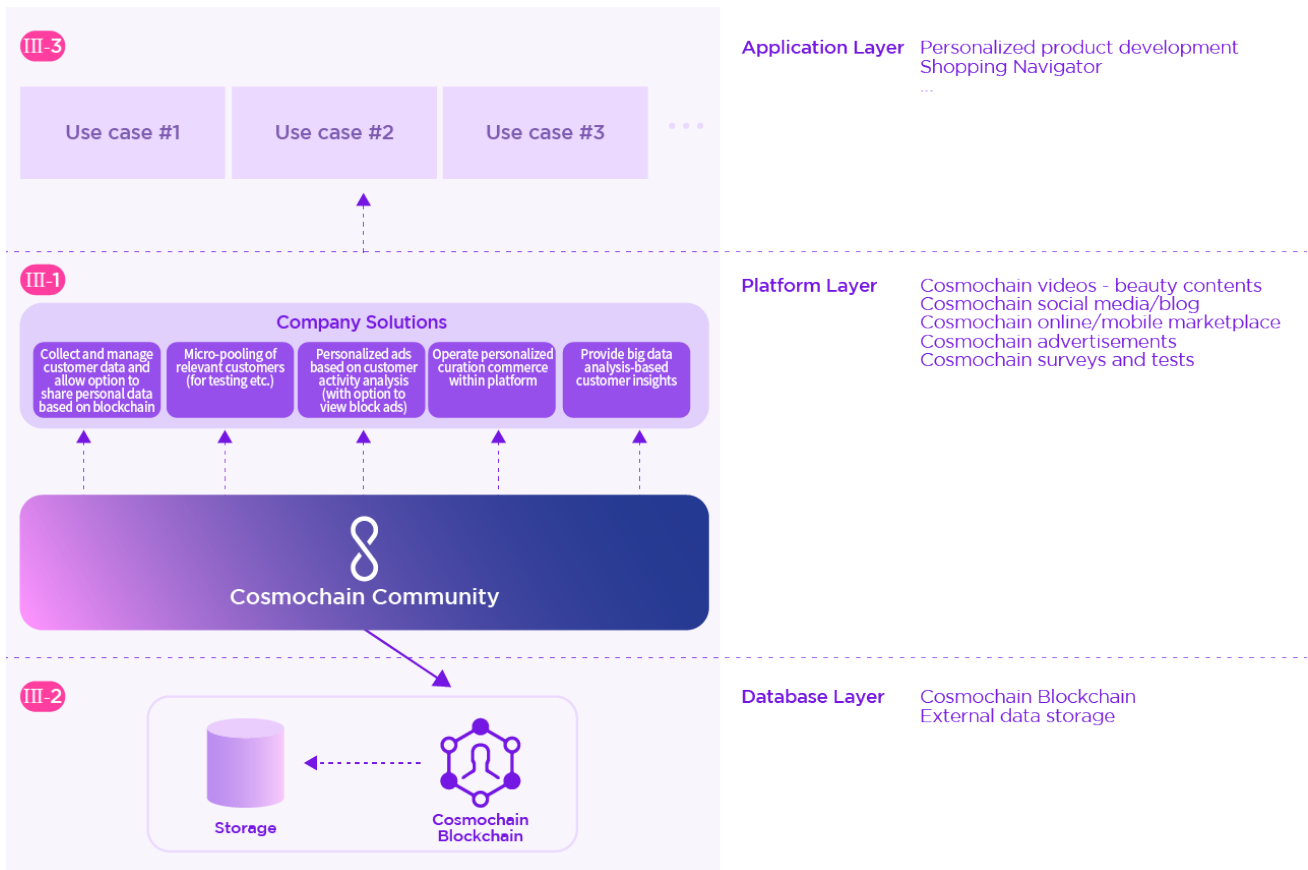 III-3
Application Layer
Personalized product development
Shopping Navigator
...
Use case #1
Use case #2
Use case #3
III-1
Platform Layer
Cosmochain videos - beauty contents
Cosmochain social media/blog
Cosmochain online/mobile marketplace
Cosmochain advertisements
Cosmochain surveys and tests
Company Solutions
Collect and manage
customer data and
allow option to
share personal data
based on blockchain
Micro-pooling of
relevant customers
(for testing etc.)
Personalized ads
based on customer
activity analysis
(with option to
view block ads)
Operate personalized
curation commerce
within platform
Provide big data
analysis-based
customer insights
Cosmochain Community
III-2
Database Layer
Cosmochain Blockchain
External data storage
Storage
Cosmochain
Blockchain